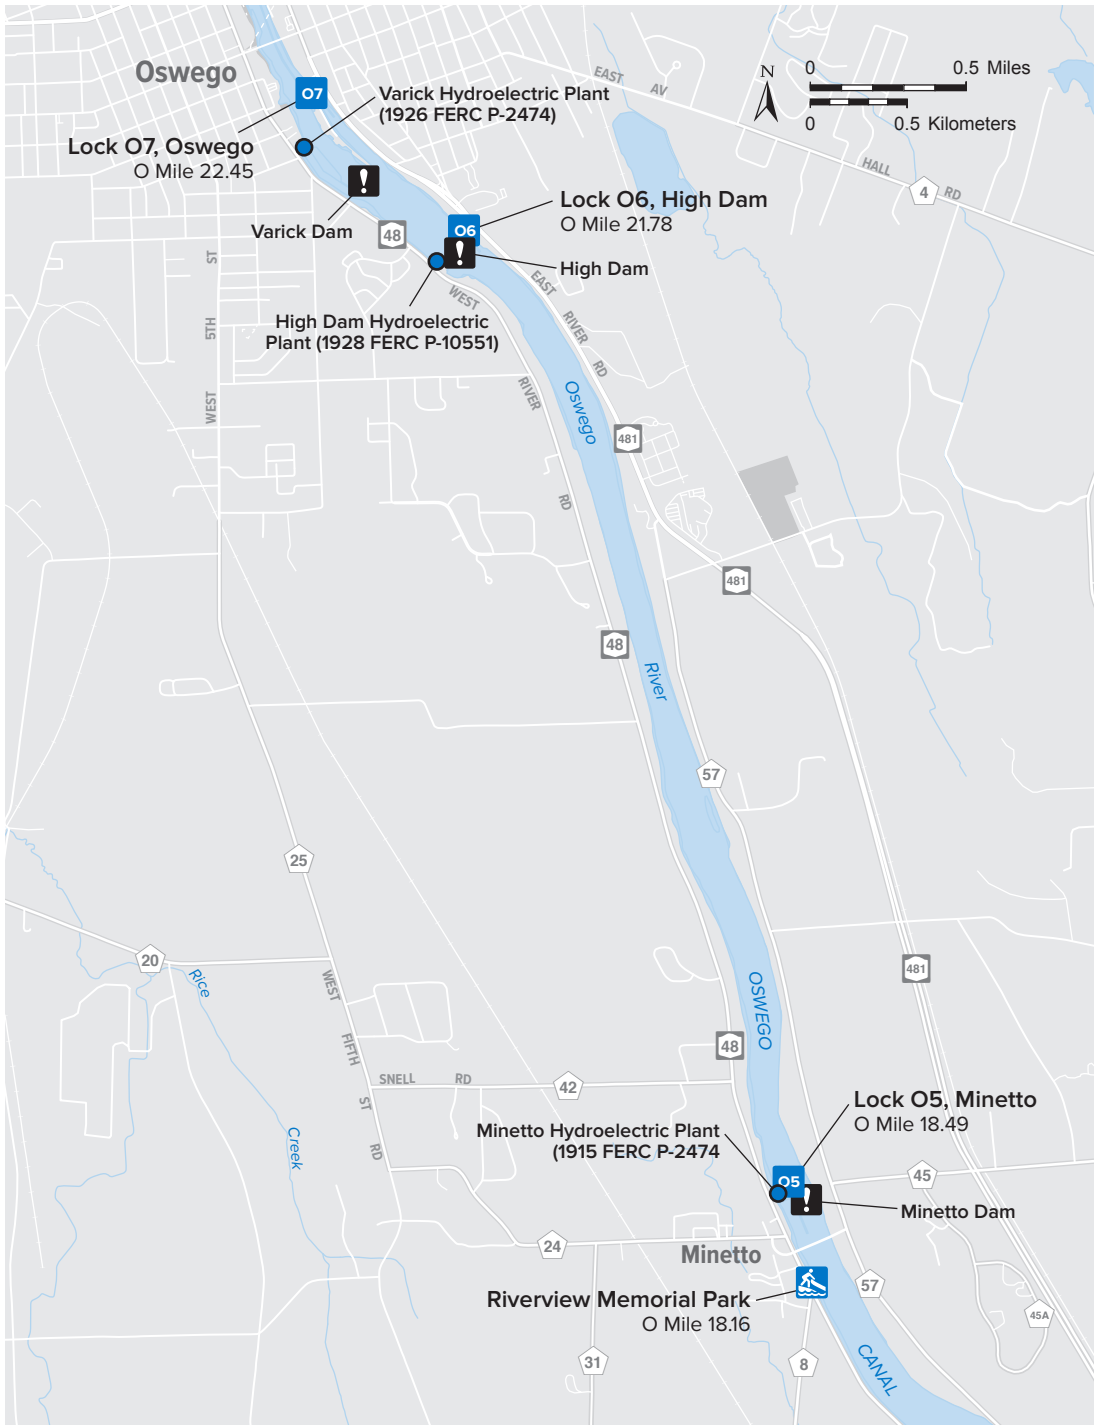 Oswego
O7
Varick Hydroelectric Plant
(1926 FERC P-2474)
Lock O7, Oswego
O Mile 22.45
Varick Dam
N
0 0.5 Miles
0 0.5 Kilometers
EAST AV
HALL RD
4
Lock O6, High Dam
O Mile 21.78
O6
High Dam
48
High Dam Hydroelectric
Plant (1928 FERC P-10551)
WEST 5TH ST
WEST RIVER RD
EAST RIVER RD
Oswego
River
481
481
48
57
25
20
Rice
Creek
WEST FIFTH ST RD
481
OSWEGO
CANAL
48
SNELL RD
42
Lock O5, Minetto
O Mile 18.49
Minetto Hydroelectric Plant
(1915 FERC P-2474
O5
45
Minetto Dam
24
Minetto
Riverview Memorial Park
O Mile 18.16
57
45A
31
8